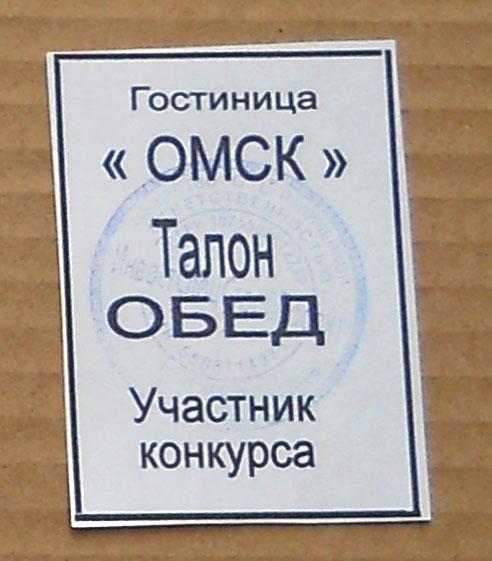 Гостиница
« ОМСК »
Талон
ОБЕД
Участник
конкурса